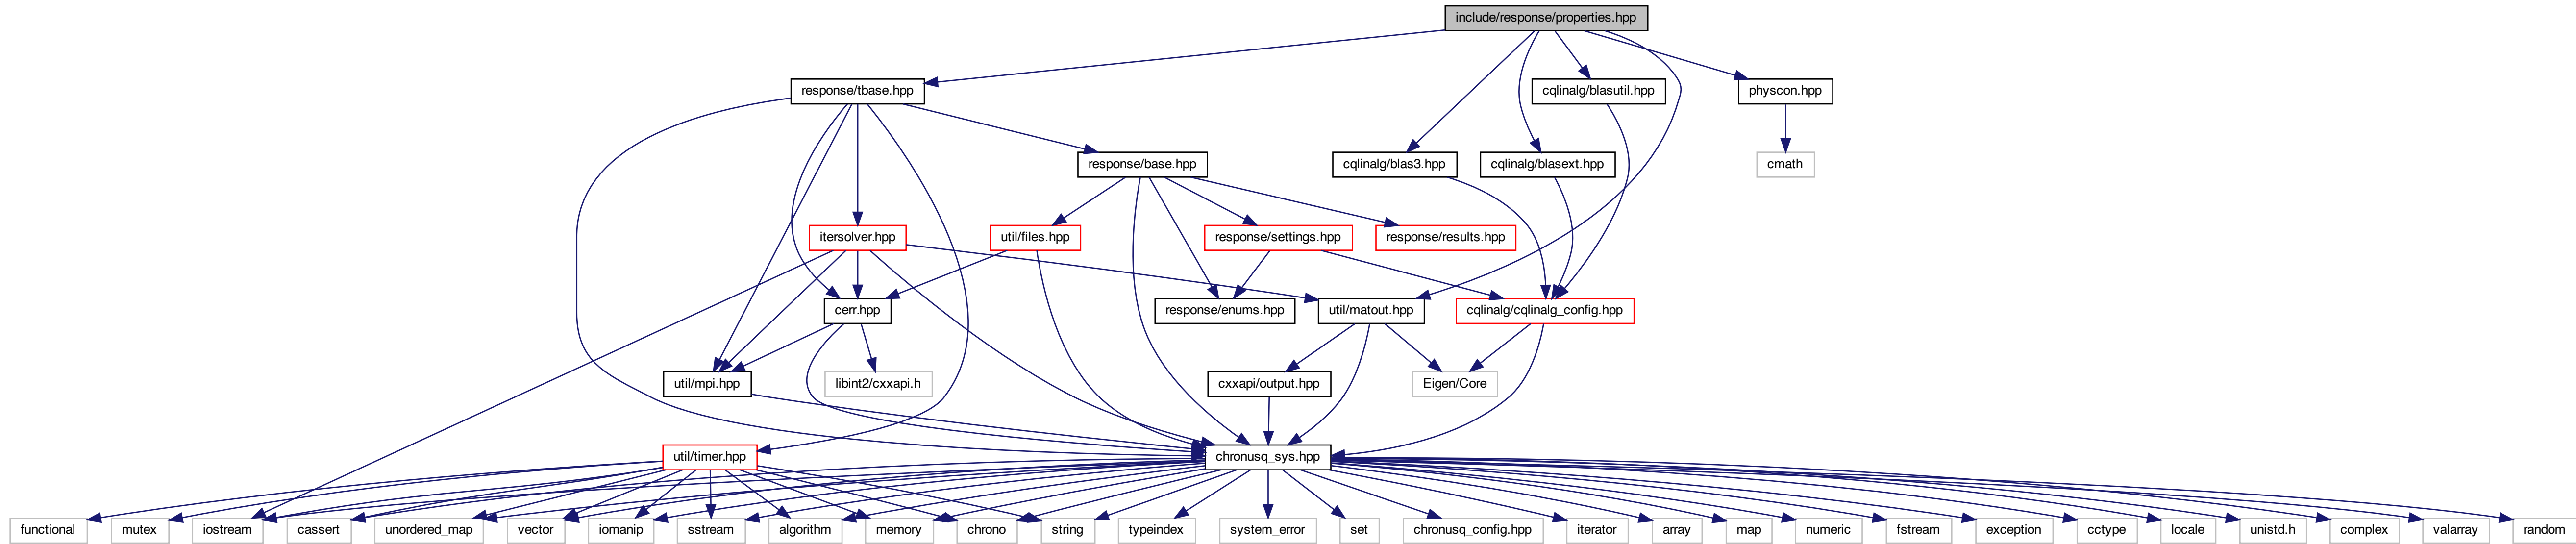 include/response/properties.hpp
response/tbase.hpp
cqlinalg/blasutil.hpp
physcon.hpp
response/base.hpp
cqlinalg/blas3.hpp
cqlinalg/blasext.hpp
cmath
itersolver.hpp
util/files.hpp
response/settings.hpp
response/results.hpp
cerr.hpp
response/enums.hpp
util/matout.hpp
cqlinalg/cqlinalg_config.hpp
util/mpi.hpp
libint2/cxxapi.h
cxxapi/output.hpp
Eigen/Core
util/timer.hpp
chronusq_sys.hpp
functional
mutex
iostream
cassert
unordered_map
vector
iomanip
sstream
algorithm
memory
chrono
string
typeindex
system_error
set
chronusq_config.hpp
iterator
array
map
numeric
fstream
exception
cctype
locale
unistd.h
complex
valarray
random